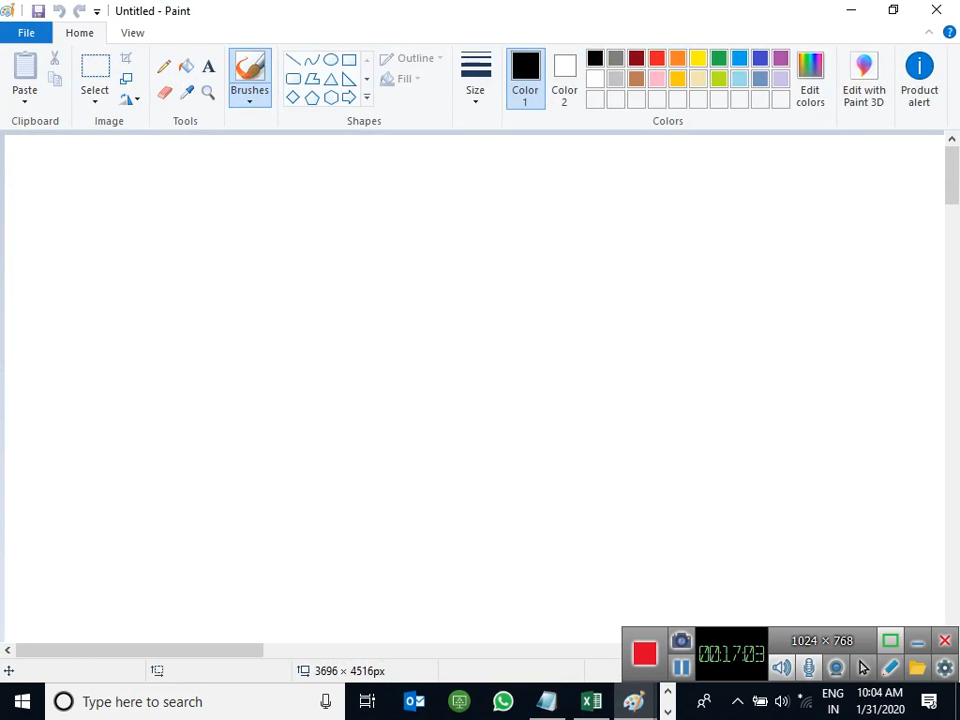 Untitled - Paint
File Home View
Paste Select Brushes Outline Fill Size Color 1 Color 2 Edit colors Edit with Paint 3D Product alert
Clipboard Image Tools Shapes Colors
00:17:03 1024 × 768
3696 × 4516px
Type here to search A ENG IN 10:04 AM 1/31/2020